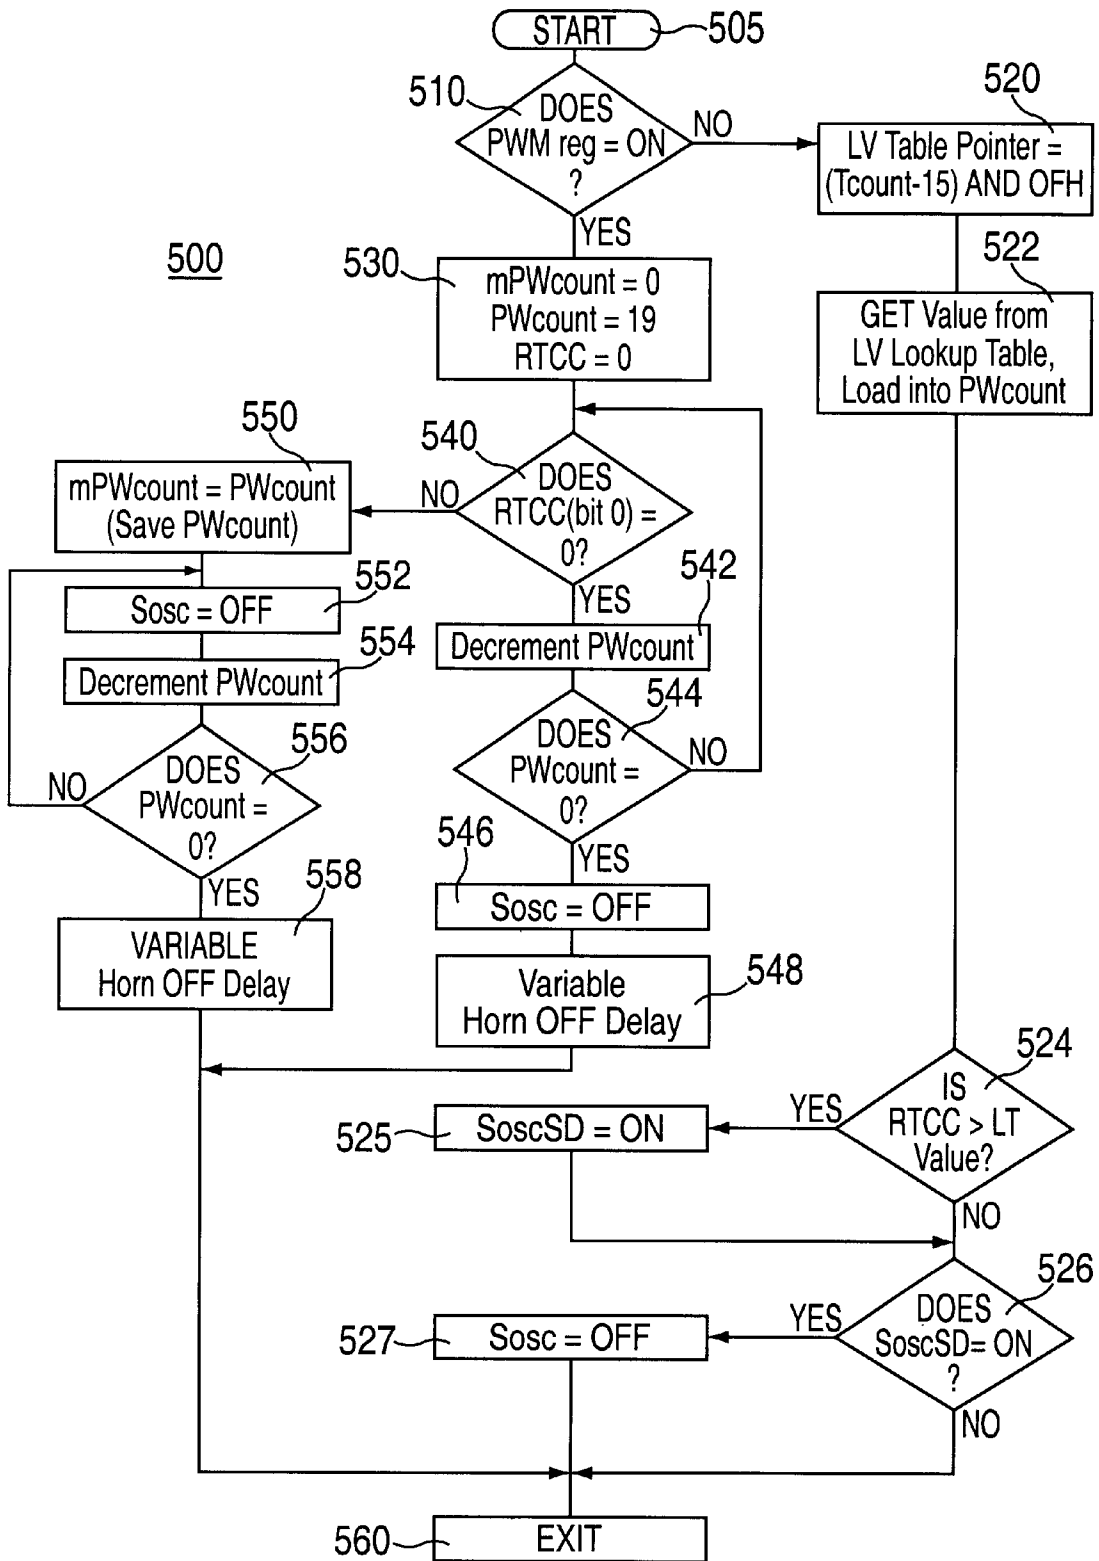 START
505
510
DOES
PWM reg = ON
?
NO
YES
520
LV Table Pointer =
(Tcount-15) AND OFH
500
530
mPWcount = 0
PWcount = 19
RTCC = 0
522
GET Value from
LV Lookup Table,
Load into PWcount
550
mPWcount = PWcount
(Save PWcount)
540
DOES
RTCC(bit 0) =
0?
NO
YES
552
Sosc = OFF
542
Decrement PWcount
554
Decrement PWcount
544
DOES
PWcount =
0?
NO
YES
556
DOES
PWcount =
0?
NO
YES
546
Sosc = OFF
558
VARIABLE
Horn OFF Delay
548
Variable
Horn OFF Delay
524
IS
RTCC > LT
Value?
YES
NO
525
SoscSD = ON
526
DOES
SoscSD= ON
?
YES
NO
527
Sosc = OFF
560
EXIT